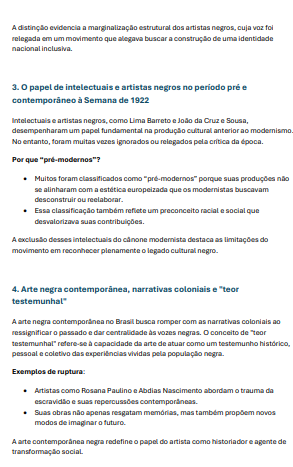 A distinção evidencia a marginalização estrutural dos artistas negros, cuja voz foi
relegada em um movimento que alegava buscar a construção de uma identidade
nacional inclusiva.
3. O papel de intelectuais e artistas negros no período pré e
contemporâneo à Semana de 1922
Intelectuais e artistas negros, como Lima Barreto e João da Cruz e Sousa,
desempenharam um papel fundamental na produção cultural anterior ao modernismo.
No entanto, foram muitas vezes ignorados ou relegados pela crítica da época.
Por que “pré-modernos”?
• Muitos foram classificados como “pré-modernos” porque suas produções não
se alinharam com a estética europeizada que os modernistas buscavam
desconstruir ou reelaborar.
• Essa classificação também reflete um preconceito racial e social que
desvalorizava suas contribuições.
A exclusão desses intelectuais do cânone modernista destaca as limitações do
movimento em reconhecer plenamente o legado cultural negro.
4. Arte negra contemporânea, narrativas coloniais e "teor
testemunhal"
A arte negra contemporânea no Brasil busca romper com as narrativas coloniais ao
ressignificar o passado e dar centralidade às vozes negras. O conceito de "teor
testemunhal" refere-se à capacidade da arte de atuar como um testemunho histórico,
pessoal e coletivo das experiências vividas pela população negra.
Exemplos de ruptura:
• Artistas como Rosana Paulino e Abdias Nascimento abordam o trauma da
escravidão e suas repercussões contemporâneas.
• Suas obras não apenas resgatam memórias, mas também propõem novos
modos de imaginar o futuro.
A arte contemporânea negra redefine o papel do artista como historiador e agente de
transformação social.